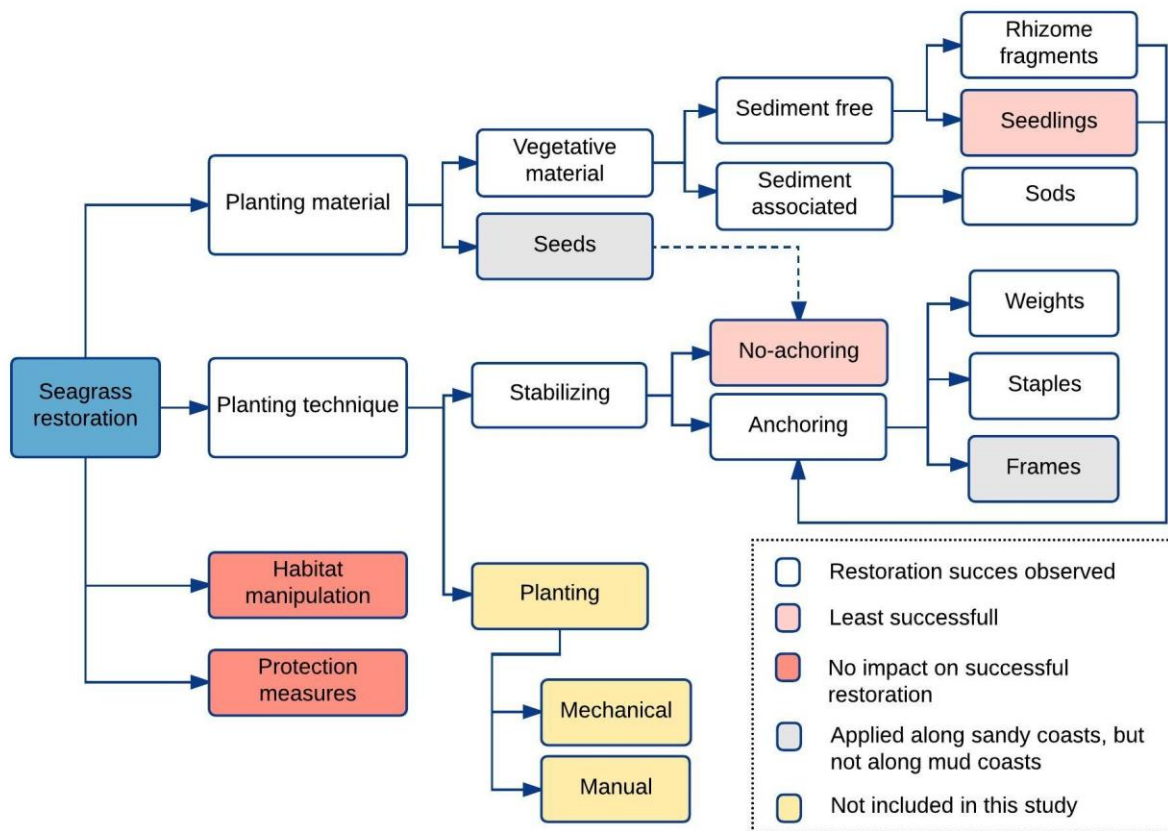 Seagrass
restoration
Planting material
Planting technique
Habitat
manipulation
Protection
measures
Vegetative
material
Seeds
Stabilizing
Planting
Mechanical
Manual
Sediment free
Sediment
associated
No-achoring
Anchoring
Rhizome
fragments
Seedlings
Sods
Weights
Staples
Frames
Restoration succes observed
Least successfull
No impact on successful
restoration
Applied along sandy coasts, but
not along mud coasts
Not included in this study